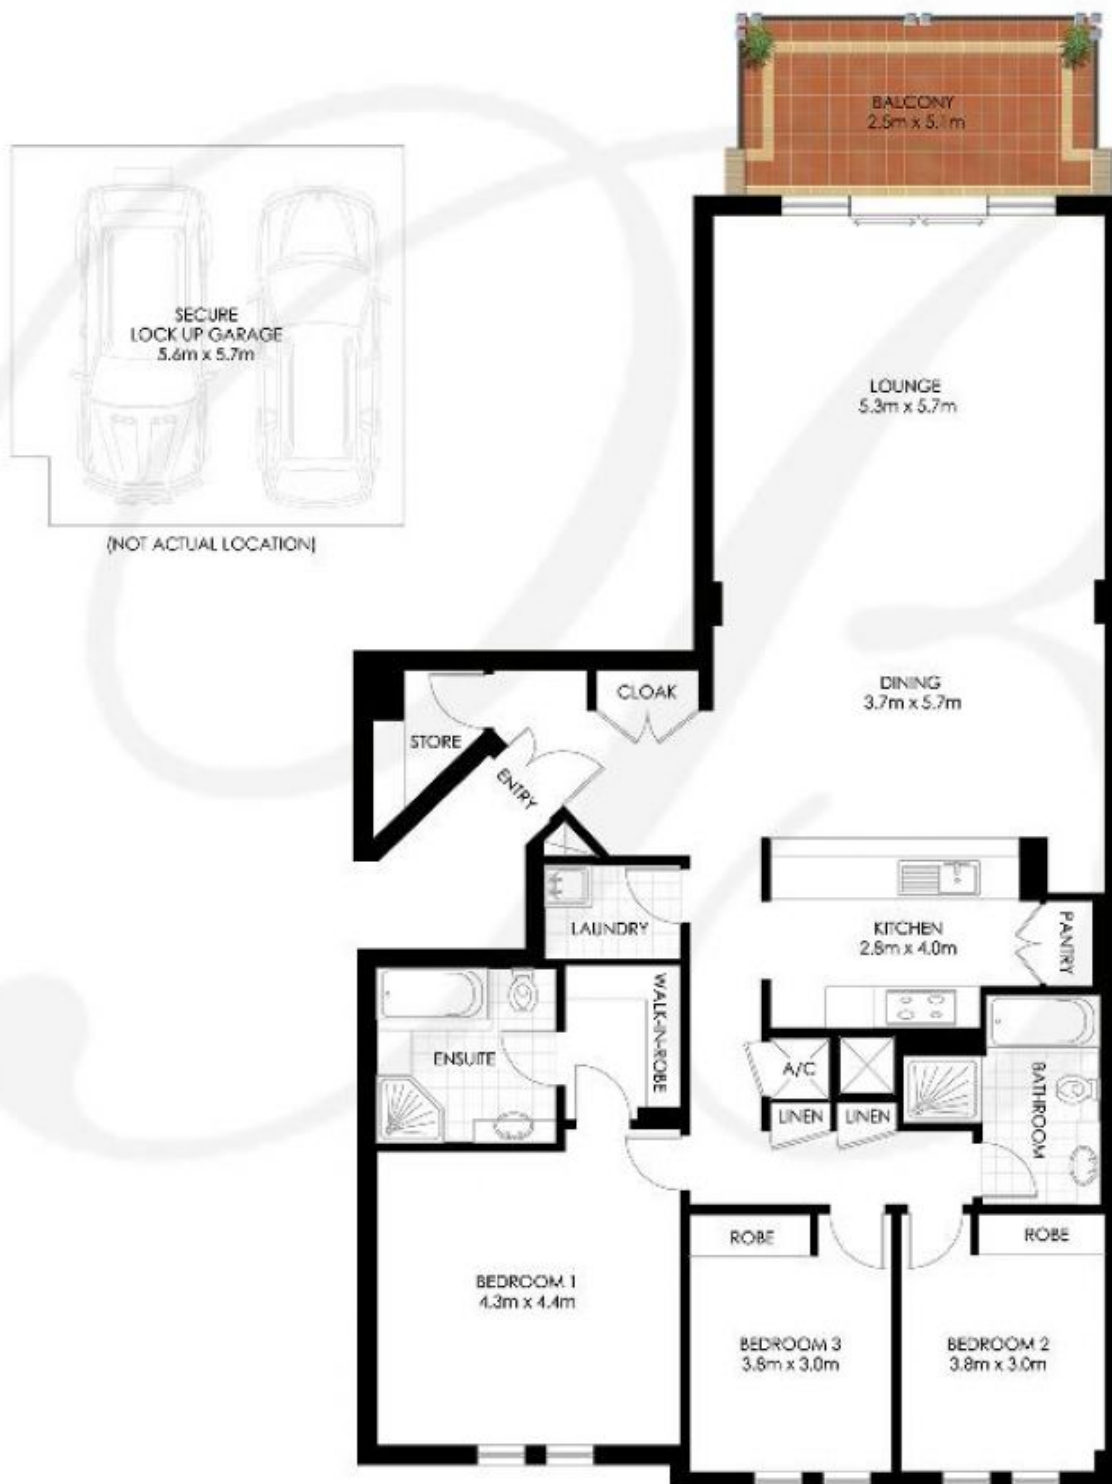 BALCONY
2.5m x 5.1m
SECURE
LOCK UP GARAGE
5.6m x 5.7m
(NOT ACTUAL LOCATION)
LOUNGE
5.3m x 5.7m
DINING
3.7m x 5.7m
CLOAK
STORE
ENTRY
LAUNDRY
KITCHEN
2.8m x 4.0m
PANTRY
WALK-IN-ROBE
ENSUITE
A/C
LINEN
LINEN
BATHROOM
ROBE
ROBE
BEDROOM 1
4.3m x 4.4m
BEDROOM 3
3.8m x 3.0m
BEDROOM 2
3.8m x 3.0m